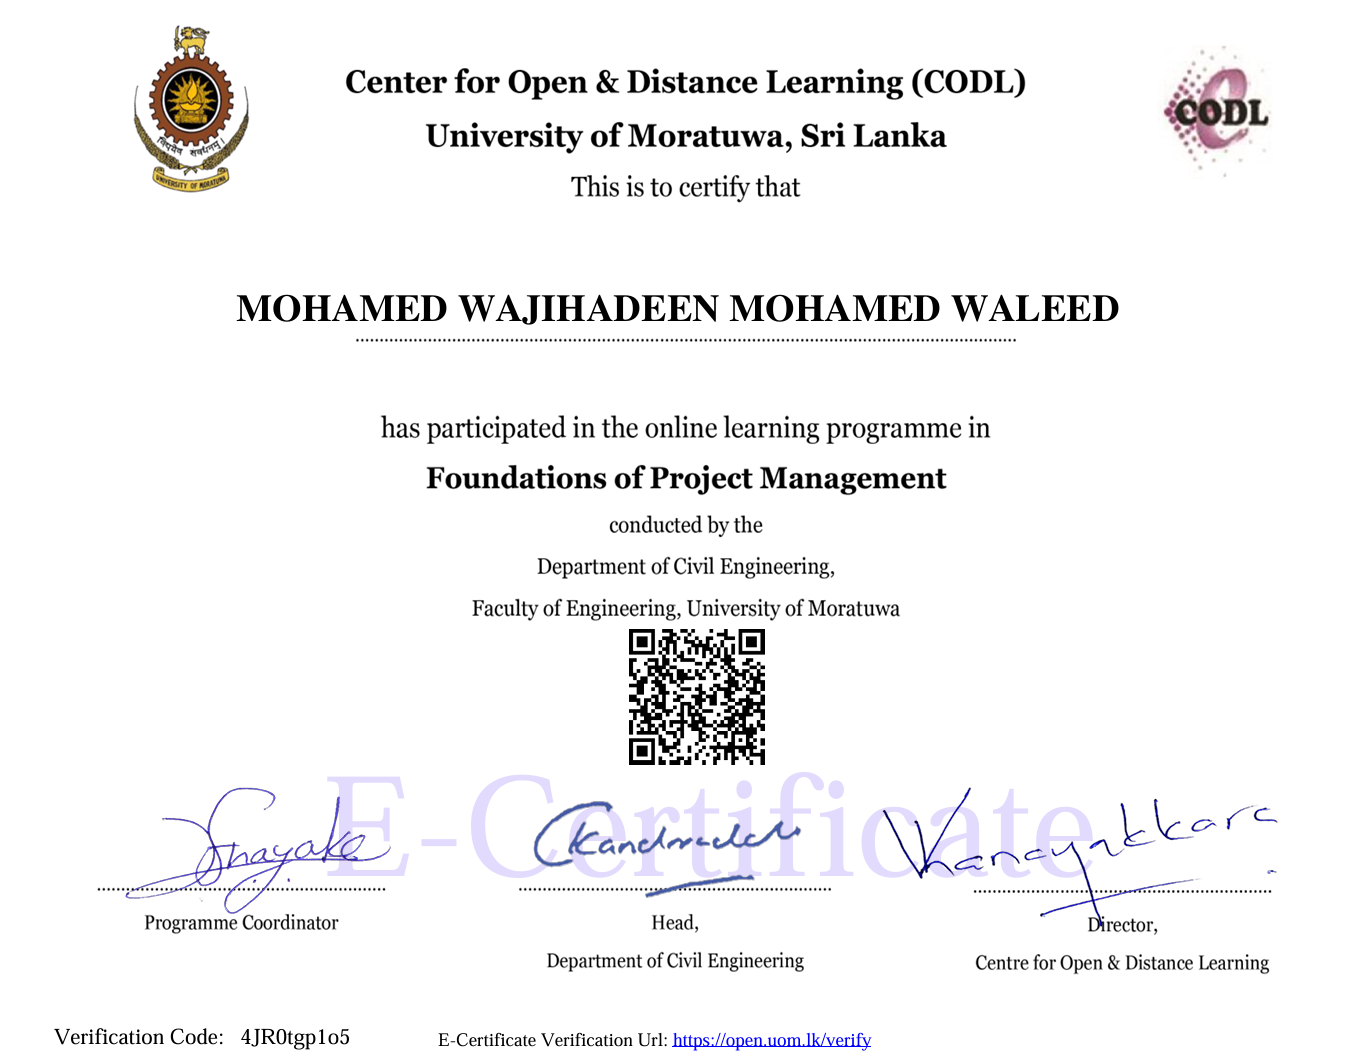 Center for Open & Distance Learning (CODL)
University of Moratuwa, Sri Lanka
This is to certify that
UNIVERSITY OF MORATUWA
CODL
MOHAMED WAJIHADEEN MOHAMED WALEED
has participated in the online learning programme in
Foundations of Project Management
conducted by the
Department of Civil Engineering,
Faculty of Engineering, University of Moratuwa
E-Certificate
Programme Coordinator
Head,
Department of Civil Engineering
Director,
Centre for Open & Distance Learning
Verification Code: 4JR0tgp1o5
E-Certificate Verification Url: https://open.uom.lk/verify